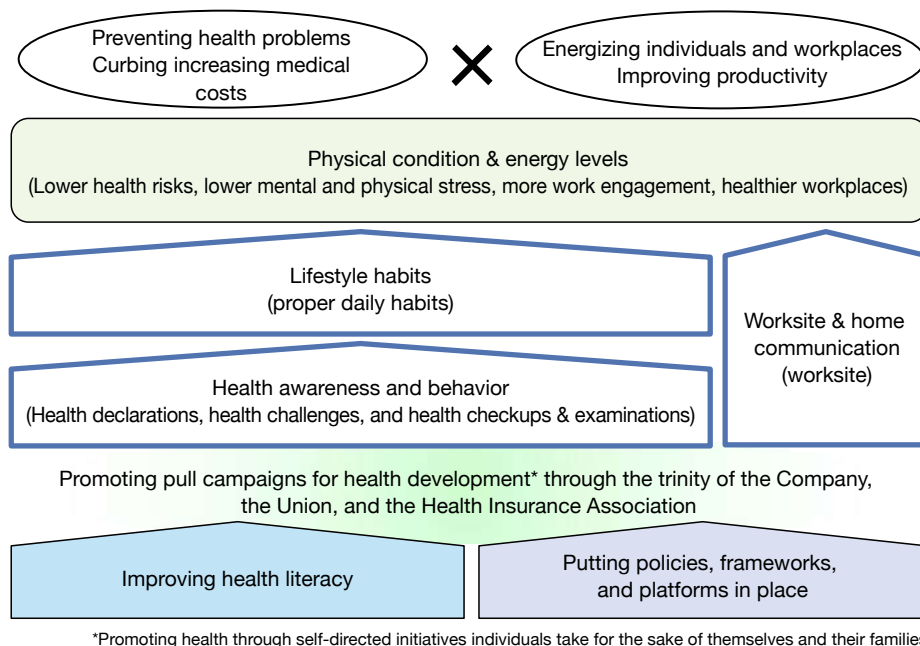 Preventing health problems
Curbing increasing medical
costs
×
Energizing individuals and workplaces
Improving productivity
Physical condition & energy levels
(Lower health risks, lower mental and physical stress, more work engagement, healthier workplaces)
Lifestyle habits
(proper daily habits)
Worksite & home
communication
(worksite)
Health awareness and behavior
(Health declarations, health challenges, and health checkups & examinations)
Promoting pull campaigns for health development* through the trinity of the Company,
the Union, and the Health Insurance Association
Improving health literacy
Putting policies, frameworks,
and platforms in place
*Promoting health through self-directed initiatives individuals take for the sake of themselves and their families